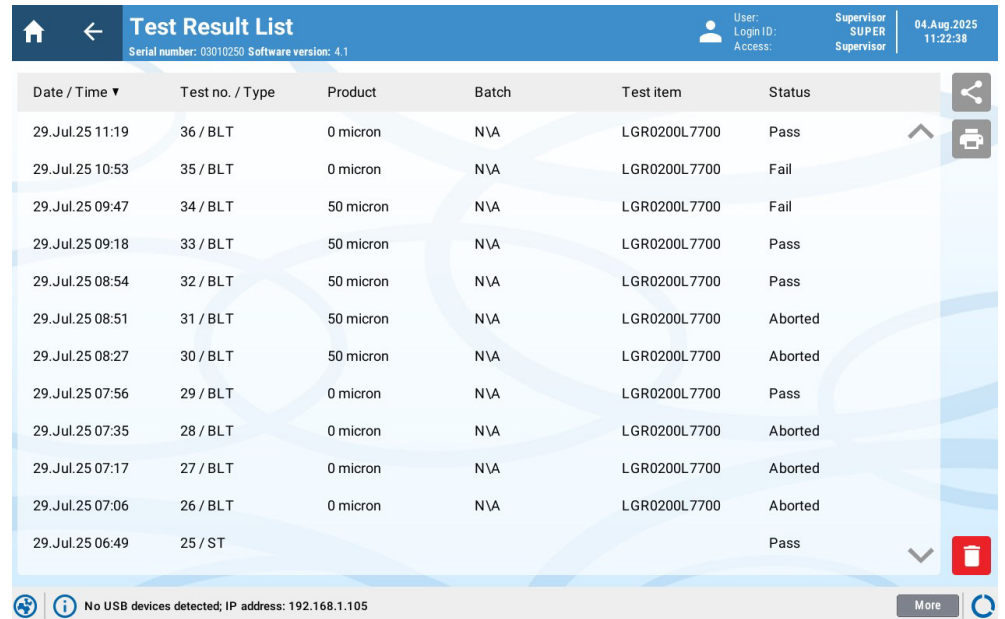 Test Result List
Serial number: 03010250 Software version: 4.1
User: Supervisor
Login ID: SUPER
Access: Supervisor
04.Aug.2025
11:22:38
Date / Time ▼ Test no. / Type Product Batch Test item Status
29.Jul.25 11:19 36 / BLT 0 micron N\A LGR0200L7700 Pass
29.Jul.25 10:53 35 / BLT 0 micron N\A LGR0200L7700 Fail
29.Jul.25 09:47 34 / BLT 50 micron N\A LGR0200L7700 Fail
29.Jul.25 09:18 33 / BLT 50 micron N\A LGR0200L7700 Pass
29.Jul.25 08:54 32 / BLT 50 micron N\A LGR0200L7700 Pass
29.Jul.25 08:51 31 / BLT 50 micron N\A LGR0200L7700 Aborted
29.Jul.25 08:27 30 / BLT 50 micron N\A LGR0200L7700 Aborted
29.Jul.25 07:56 29 / BLT 0 micron N\A LGR0200L7700 Pass
29.Jul.25 07:35 28 / BLT 0 micron N\A LGR0200L7700 Aborted
29.Jul.25 07:17 27 / BLT 0 micron N\A LGR0200L7700 Aborted
29.Jul.25 07:06 26 / BLT 0 micron N\A LGR0200L7700 Aborted
29.Jul.25 06:49 25 / ST Pass
No USB devices detected; IP address: 192.168.1.105
More